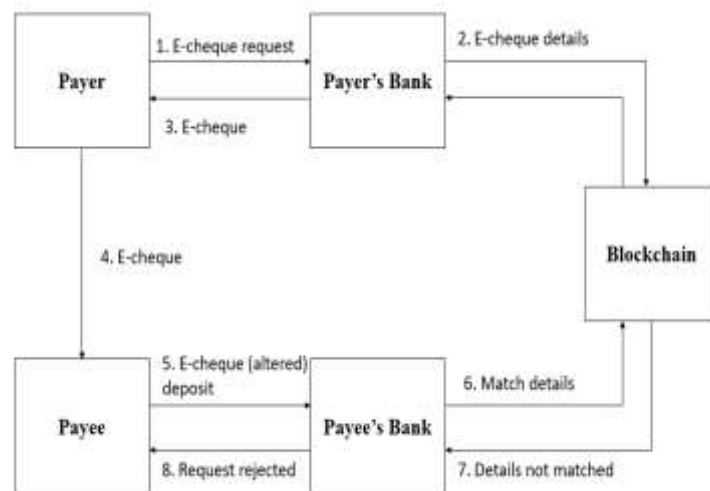 1. E-cheque request
2. E-cheque details
Payer
Payer's Bank
3. E-cheque
4. E-cheque
Blockchain
5. E-cheque (altered)
deposit
6. Match details
Payee
Payee's Bank
8. Request rejected
7. Details not matched